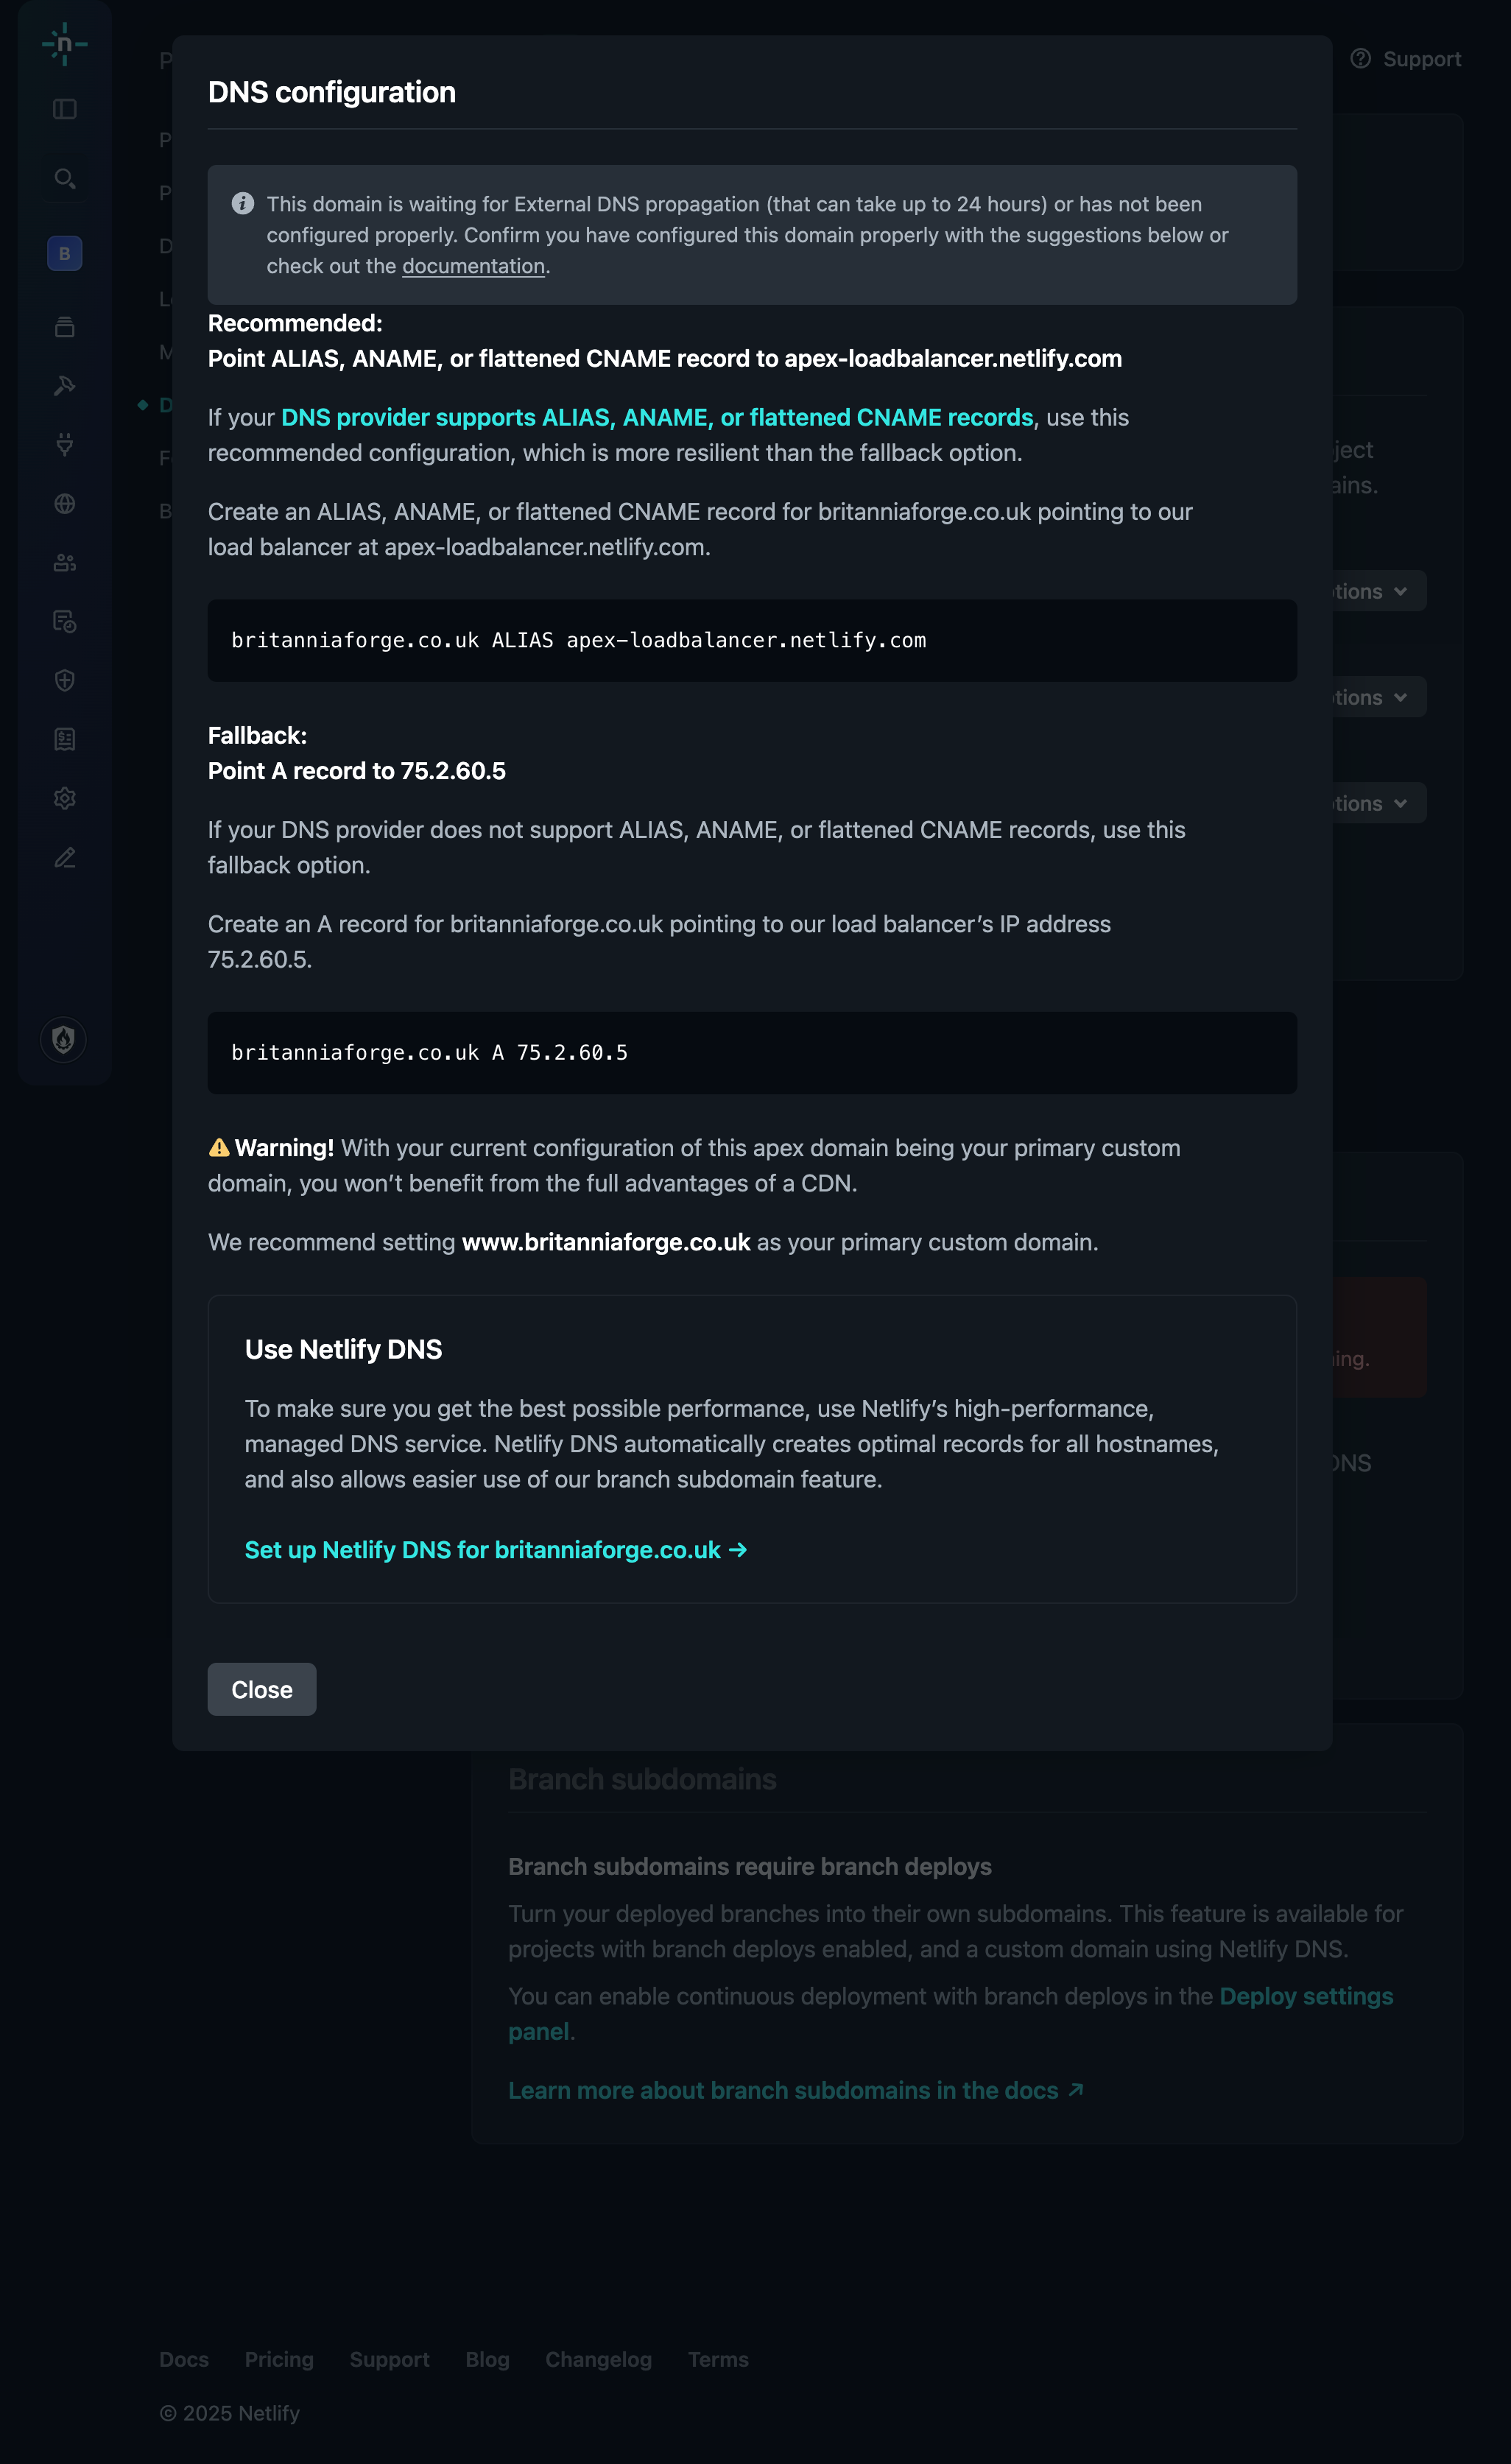 Support
DNS configuration
This domain is waiting for External DNS propagation (that can take up to 24 hours) or has not been
configured properly. Confirm you have configured this domain properly with the suggestions below or
check out the documentation.
Recommended:
Point ALIAS, ANAME, or flattened CNAME record to apex-loadbalancer.netlify.com
If your DNS provider supports ALIAS, ANAME, or flattened CNAME records, use this
recommended configuration, which is more resilient than the fallback option.
Create an ALIAS, ANAME, or flattened CNAME record for britanniaforge.co.uk pointing to our
load balancer at apex-loadbalancer.netlify.com.
britanniaforge.co.uk ALIAS apex-loadbalancer.netlify.com
Fallback:
Point A record to 75.2.60.5
If your DNS provider does not support ALIAS, ANAME, or flattened CNAME records, use this
fallback option.
Create an A record for britanniaforge.co.uk pointing to our load balancer’s IP address
75.2.60.5.
britanniaforge.co.uk A 75.2.60.5
Warning! With your current configuration of this apex domain being your primary custom
domain, you won’t benefit from the full advantages of a CDN.
We recommend setting www.britanniaforge.co.uk as your primary custom domain.
Use Netlify DNS
To make sure you get the best possible performance, use Netlify’s high-performance,
managed DNS service. Netlify DNS automatically creates optimal records for all hostnames,
and also allows easier use of our branch subdomain feature.
Set up Netlify DNS for britanniaforge.co.uk →
Close
B
DNS
Branch subdomains
Branch subdomains require branch deploys
Turn your deployed branches into their own subdomains. This feature is available for
projects with branch deploys enabled, and a custom domain using Netlify DNS.
You can enable continuous deployment with branch deploys in the Deploy settings
panel.
Learn more about branch subdomains in the docs ↗
Docs Pricing Support Blog Changelog Terms
© 2025 Netlify